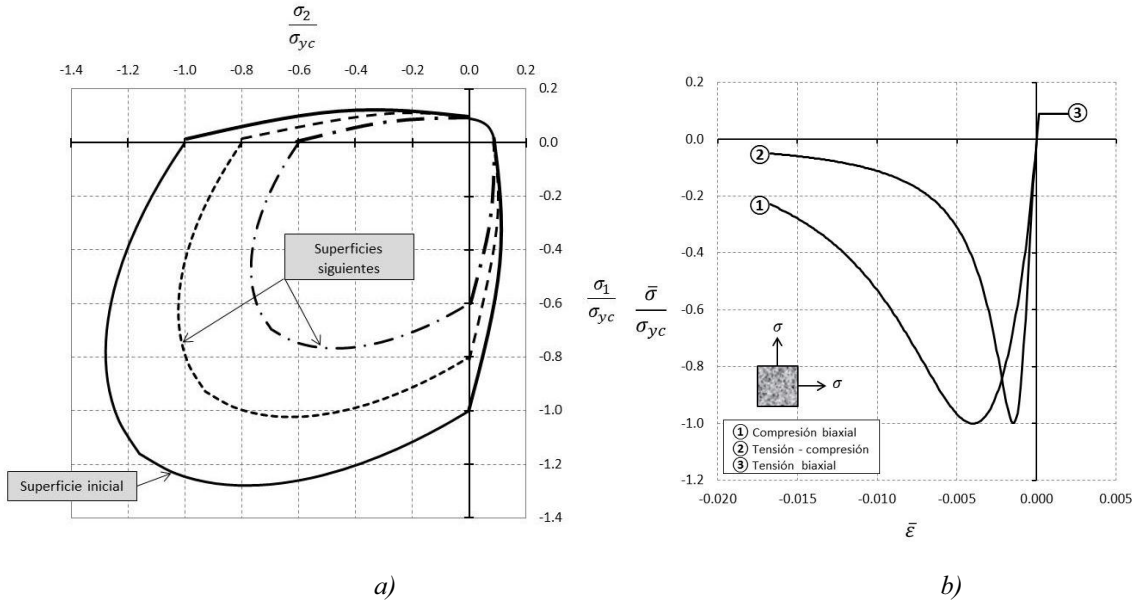 σ₂
σyc
-1.4 -1.2 -1.0 -0.8 -0.6 -0.4 -0.2 0.0 0.2
0.2
0.0
-0.2
-0.4
-0.6
-0.8
-1.0
-1.2
-1.4
Superficies
siguientes
Superficie inicial
σ₁
σyc
a)
σ̄
σyc
0.2
0.0
-0.2
-0.4
-0.6
-0.8
-1.0
-1.2
3
2
1
σ
σ
1 Compresión biaxial
2 Tensión - compresión
3 Tensión biaxial
-0.020 -0.015 -0.010 -0.005 0.000 0.005
ε̄
b)